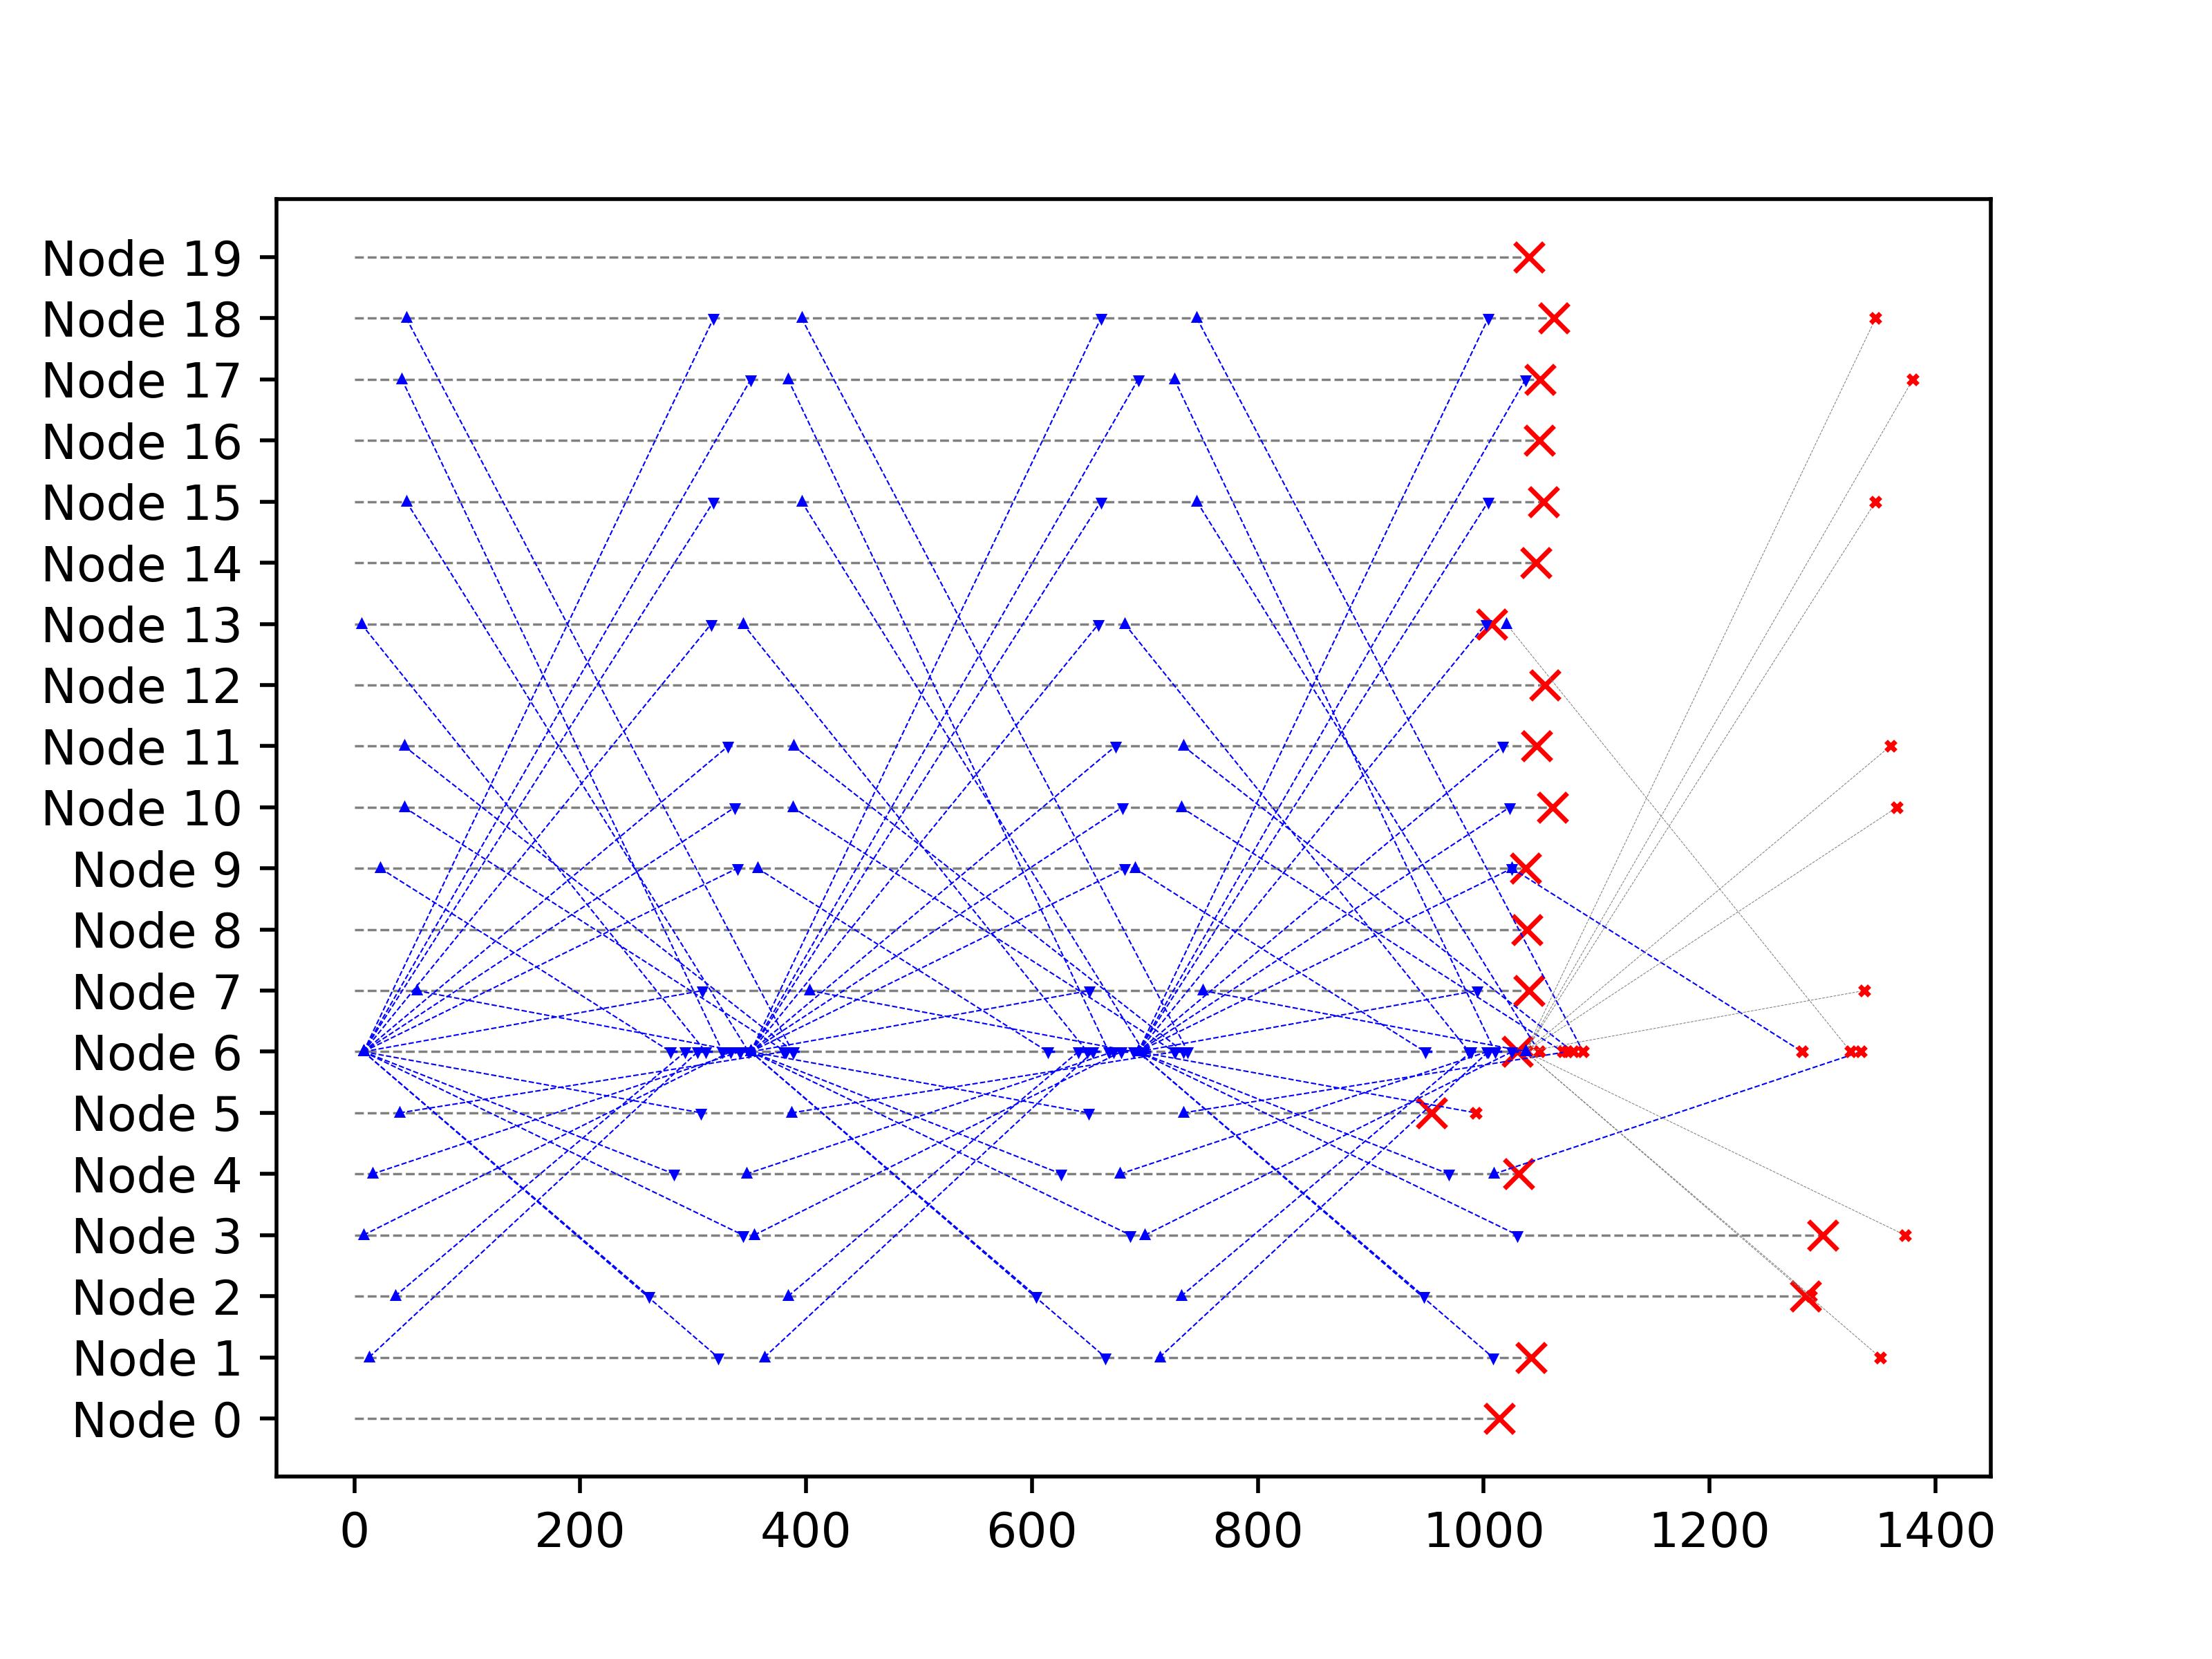 Node 19
Node 18
Node 17
Node 16
Node 15
Node 14
Node 13
Node 12
Node 11
Node 10
Node 9
Node 8
Node 7
Node 6
Node 5
Node 4
Node 3
Node 2
Node 1
Node 0
0 200 400 600 800 1000 1200 1400